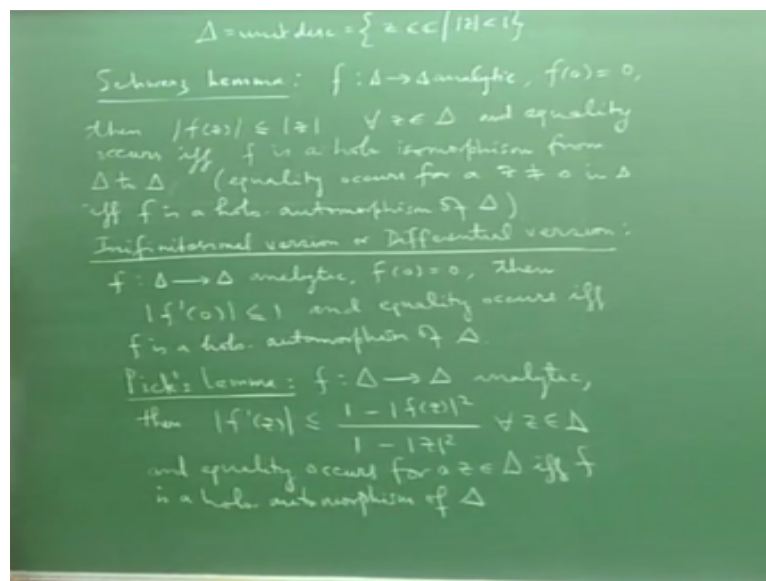 Δ = unit disc = { z ∈ ℂ | |z| < 1 }
Schwarz Lemma : f : Δ → Δ analytic, f(0) = 0,
then |f(z)| ≤ |z| ∀ z ∈ Δ and equality
occurs iff f is a holo isomorphism from
Δ to Δ (equality occurs for a z ≠ 0 in Δ
iff f is a holo. automorphism of Δ)
Inifinitesmal version or Differential version :
f : Δ → Δ analytic, f(0) = 0, then
|f'(0)| ≤ 1 and equality occurs iff
f is a holo. automorphism of Δ.
Pick's Lemma : f : Δ → Δ analytic,
then |f'(z)| ≤ (1 - |f(z)|²) / (1 - |z|²) ∀ z ∈ Δ
and equality occurs for a z ∈ Δ iff f
is a holo. automorphism of Δ